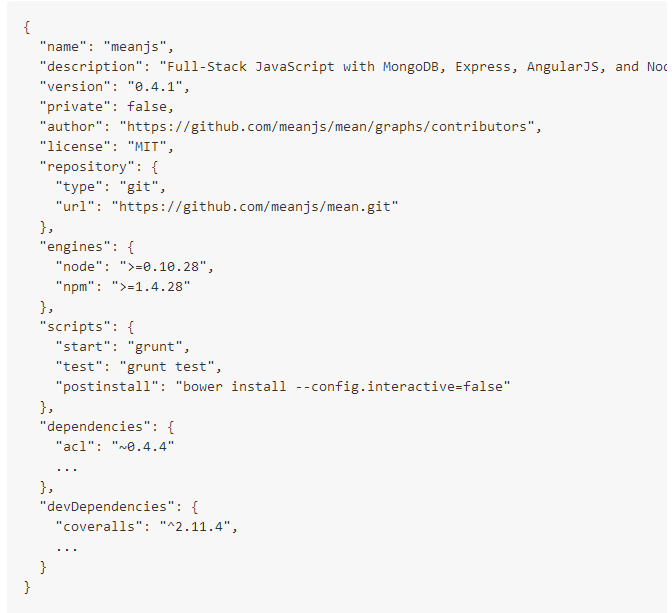 {
  "name": "meanjs",
  "description": "Full-Stack JavaScript with MongoDB, Express, AngularJS, and
  "version": "0.4.1",
  "private": false,
  "author": "https://github.com/meanjs/mean/graphs/contributors",
  "license": "MIT",
  "repository": {
    "type": "git",
    "url": "https://github.com/meanjs/mean.git"
  },
  "engines": {
    "node": ">=0.10.28",
    "npm": ">=1.4.28"
  },
  "scripts": {
    "start": "grunt",
    "test": "grunt test",
    "postinstall": "bower install --config.interactive=false"
  },
  "dependencies": {
    "acl": "~0.4.4"
    ...
  },
  "devDependencies": {
    "coveralls": "^2.11.4",
    ...
  }
}